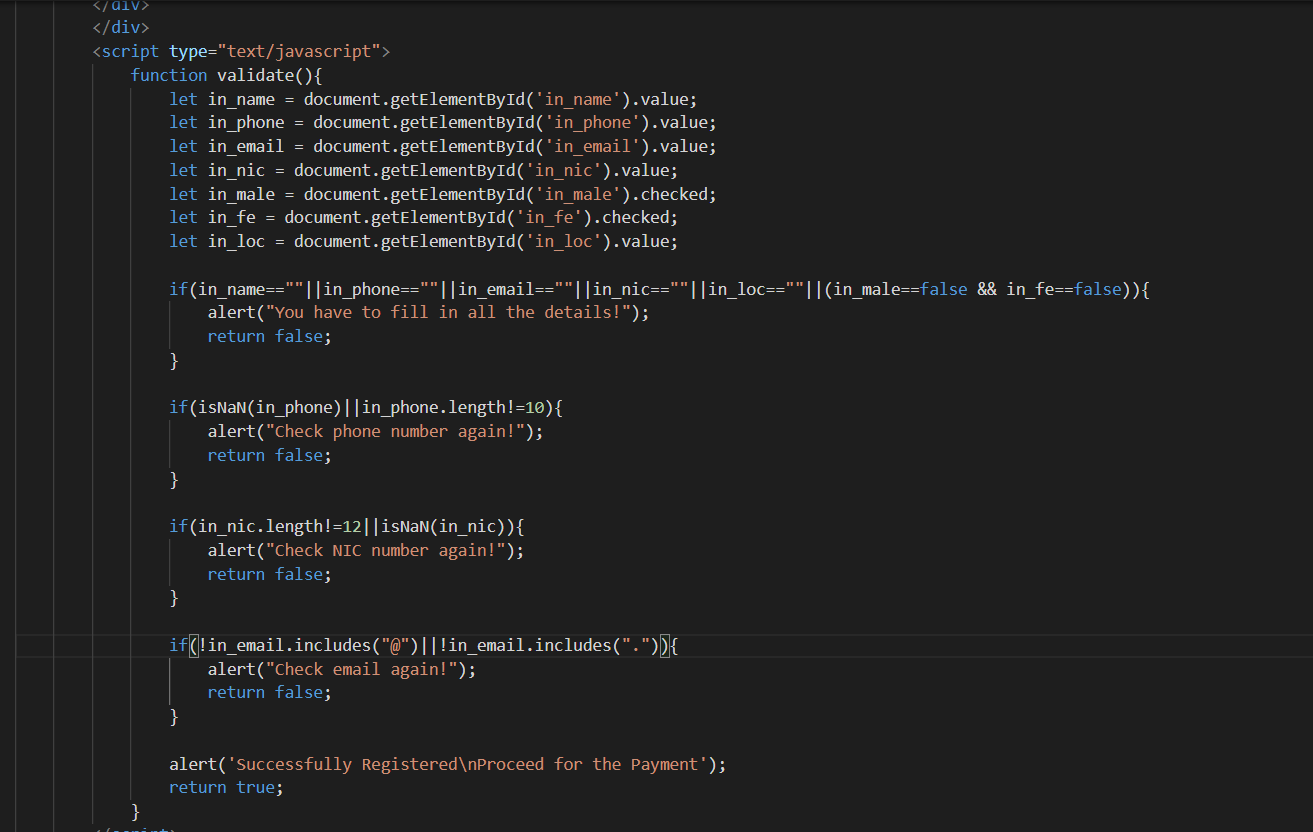 </div>
</div>
<script type="text/javascript">
function validate(){
let in_name = document.getElementById('in_name').value;
let in_phone = document.getElementById('in_phone').value;
let in_email = document.getElementById('in_email').value;
let in_nic = document.getElementById('in_nic').value;
let in_male = document.getElementById('in_male').checked;
let in_fe = document.getElementById('in_fe').checked;
let in_loc = document.getElementById('in_loc').value;
if(in_name==""||in_phone==""||in_email==""||in_nic==""||in_loc==""||(in_male==false && in_fe==false)){
alert("You have to fill in all the details!");
return false;
}
if(isNaN(in_phone)||in_phone.length!=10){
alert("Check phone number again!");
return false;
}
if(in_nic.length!=12||isNaN(in_nic)){
alert("Check NIC number again!");
return false;
}
if(!in_email.includes("@")||!in_email.includes(".")){
alert("Check email again!");
return false;
}
alert('Successfully Registered\nProceed for the Payment');
return true;
}
</script>